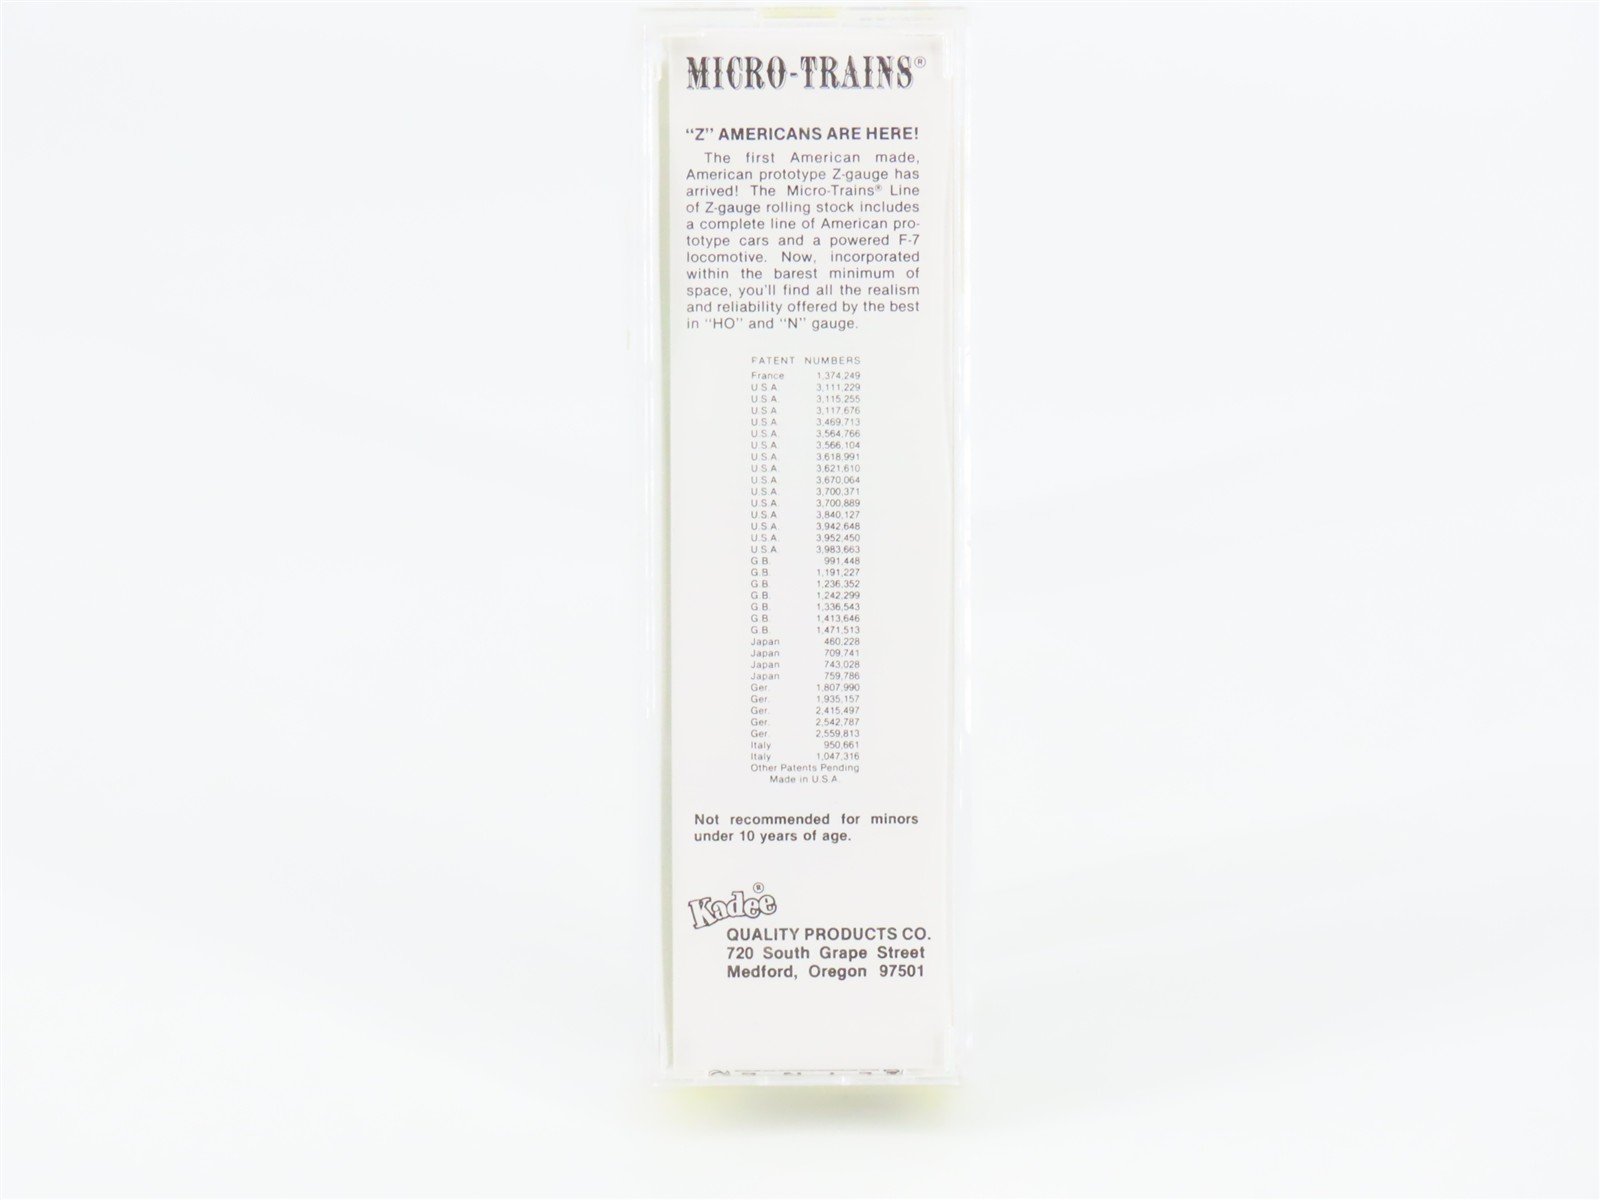 MICRO-TRAINS®
"Z" AMERICANS ARE HERE!
The first American made,
American prototype Z-gauge has
arrived! The Micro-Trains® Line
of Z-gauge rolling stock includes
a complete line of American pro-
totype cars and a powered F-7
locomotive. Now, incorporated
within the barest minimum of
space, you'll find all the realism
and reliability offered by the best
in "HO" and "N" gauge.
PATENT NUMBERS
France 1,374,249
U.S.A. 3,111,229
U.S.A. 3,115,255
U.S.A. 3,117,676
U.S.A. 3,469,713
U.S.A. 3,564,766
U.S.A. 3,566,104
U.S.A. 3,618,991
U.S.A. 3,621,610
U.S.A. 3,670,064
U.S.A. 3,700,371
U.S.A. 3,700,889
U.S.A. 3,840,127
U.S.A. 3,942,648
U.S.A. 3,952,450
U.S.A. 3,983,663
G.B. 991,448
G.B. 1,191,227
G.B. 1,236,352
G.B. 1,242,299
G.B. 1,336,543
G.B. 1,413,646
G.B. 1,471,513
Japan 460,228
Japan 709,741
Japan 743,028
Japan 759,786
Ger. 1,807,990
Ger. 1,935,157
Ger. 2,415,497
Ger. 2,542,787
Ger. 2,559,813
Italy 950,661
Italy 1,047,316
Other Patents Pending
Made in U.S.A.
Not recommended for minors
under 10 years of age.
Kadee®
QUALITY PRODUCTS CO.
720 South Grape Street
Medford, Oregon 97501